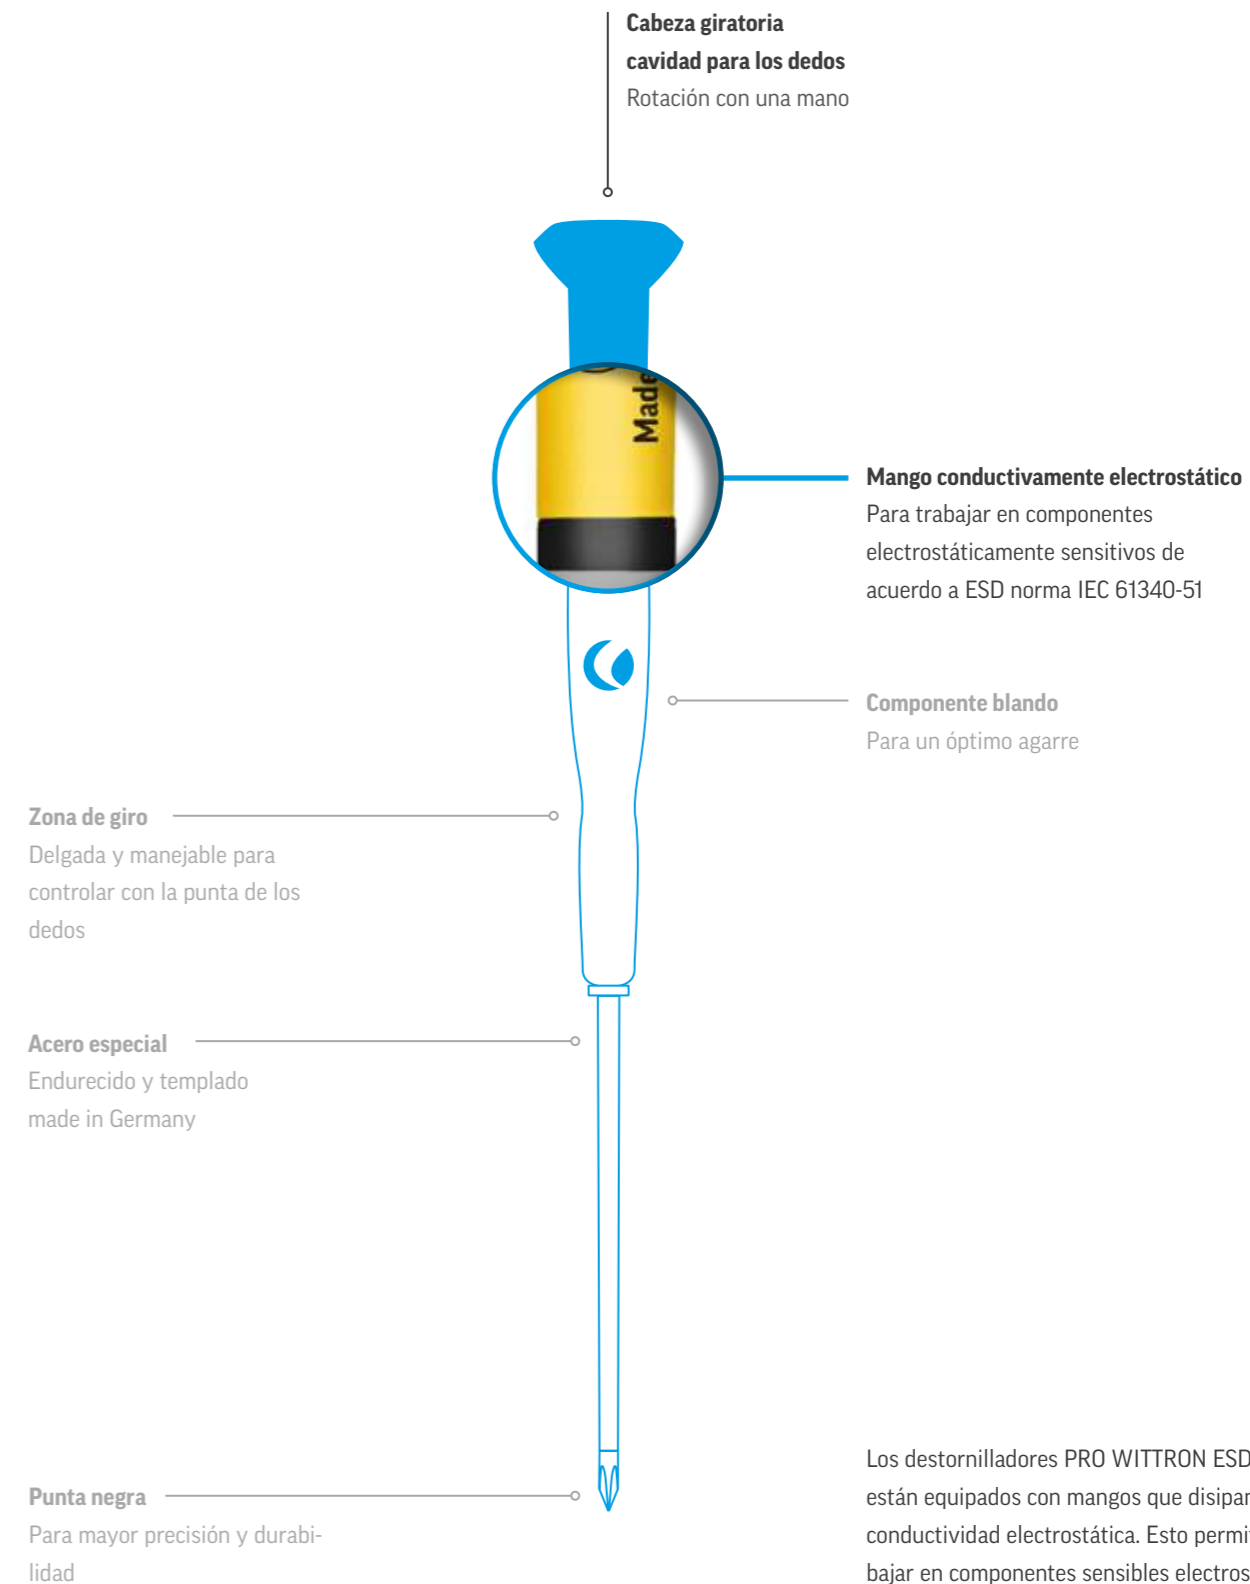 Cabeza giratoria
cavidad para los dedos
Rotación con una mano
Made
Mango conductivamente electrostático
Para trabajar en componentes
electrostáticamente sensitivos de
acuerdo a ESD norma IEC 61340-51
Componente blando
Para un óptimo agarre
Zona de giro
Delgada y manejable para
controlar con la punta de los
dedos
Acero especial
Endurecido y templado
made in Germany
Punta negra
Para mayor precisión y durabi-
lidad
Los destornilladores PRO WITTRON ESD
están equipados con mangos que disipan
conductividad electrostática. Esto permi
bajar en componentes sensibles electros